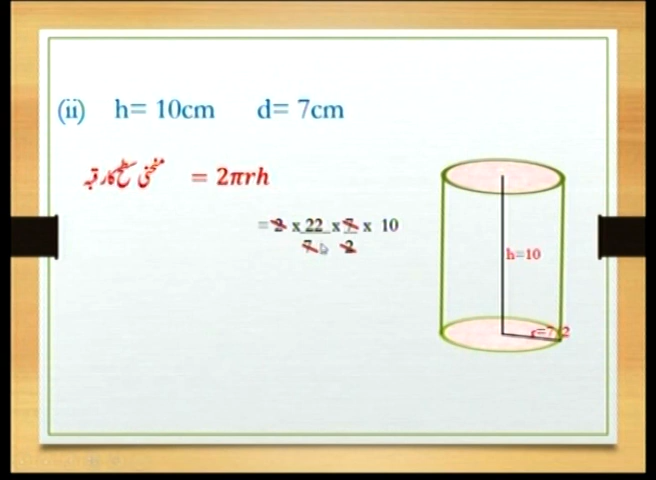 (ii) h= 10cm d= 7cm
منحنی سطح کا رقبہ = 2πrh
= 2 x 22 x 7 x 10
7 2
h=10
r=7/2